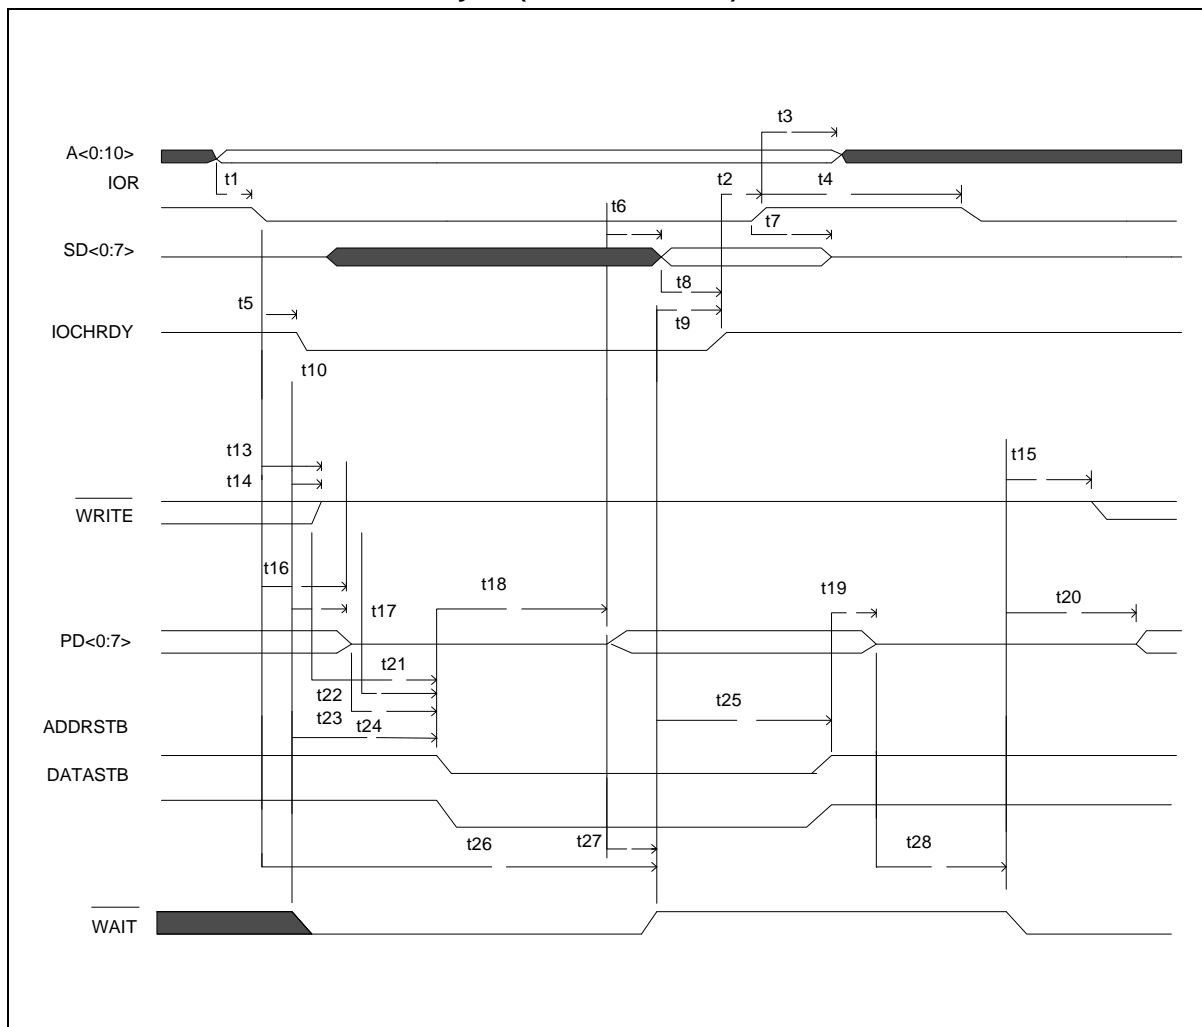 t3
A<0:10>
t1
t2
t4
IOR
t6
t7
SD<0:7>
t8
t5
t9
IOCHRDY
t10
t13
t15
t14
WRITE
t16
t18
t19
t17
t20
PD<0:7>
t21
t22
t25
t23
t24
ADDRSTB
DATASTB
t26
t27
t28
WAIT